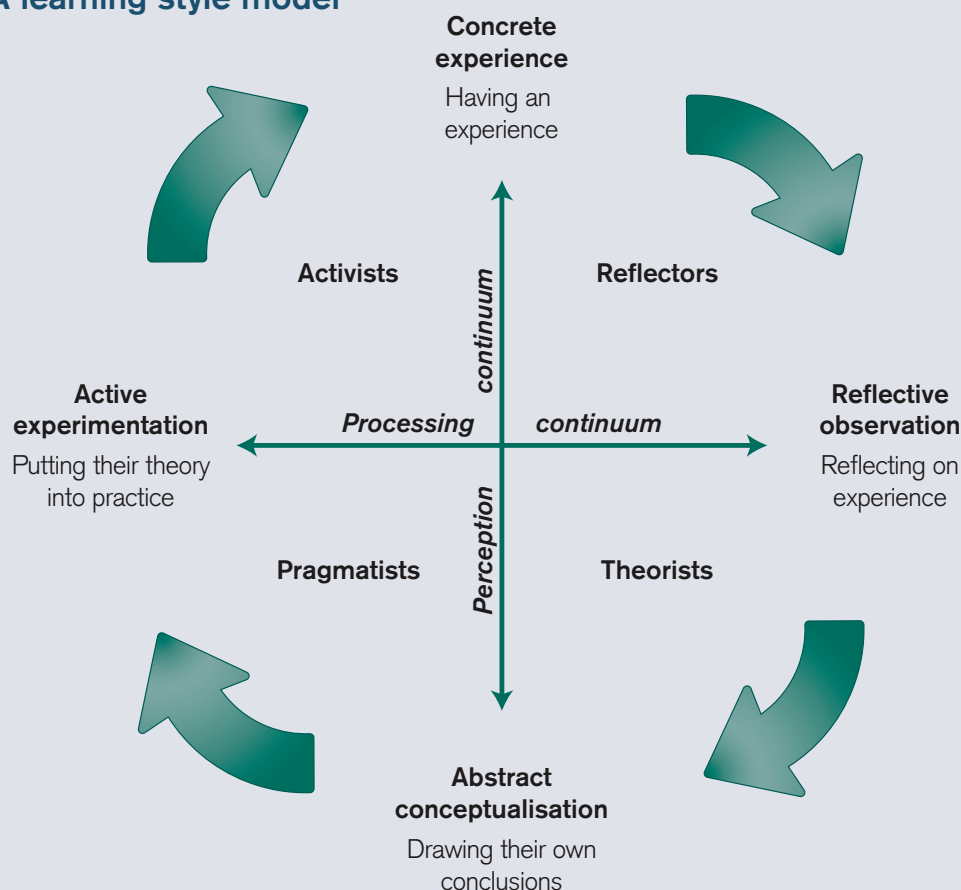 A learning style model
Concrete
experience
Having an
experience
Activists
Reflectors
continuum
Active
experimentation
Putting their theory
into practice
Processing continuum
Reflective
observation
Reflecting on
experience
Pragmatists
Perception
Theorists
Abstract
conceptualisation
Drawing their own
conclusions